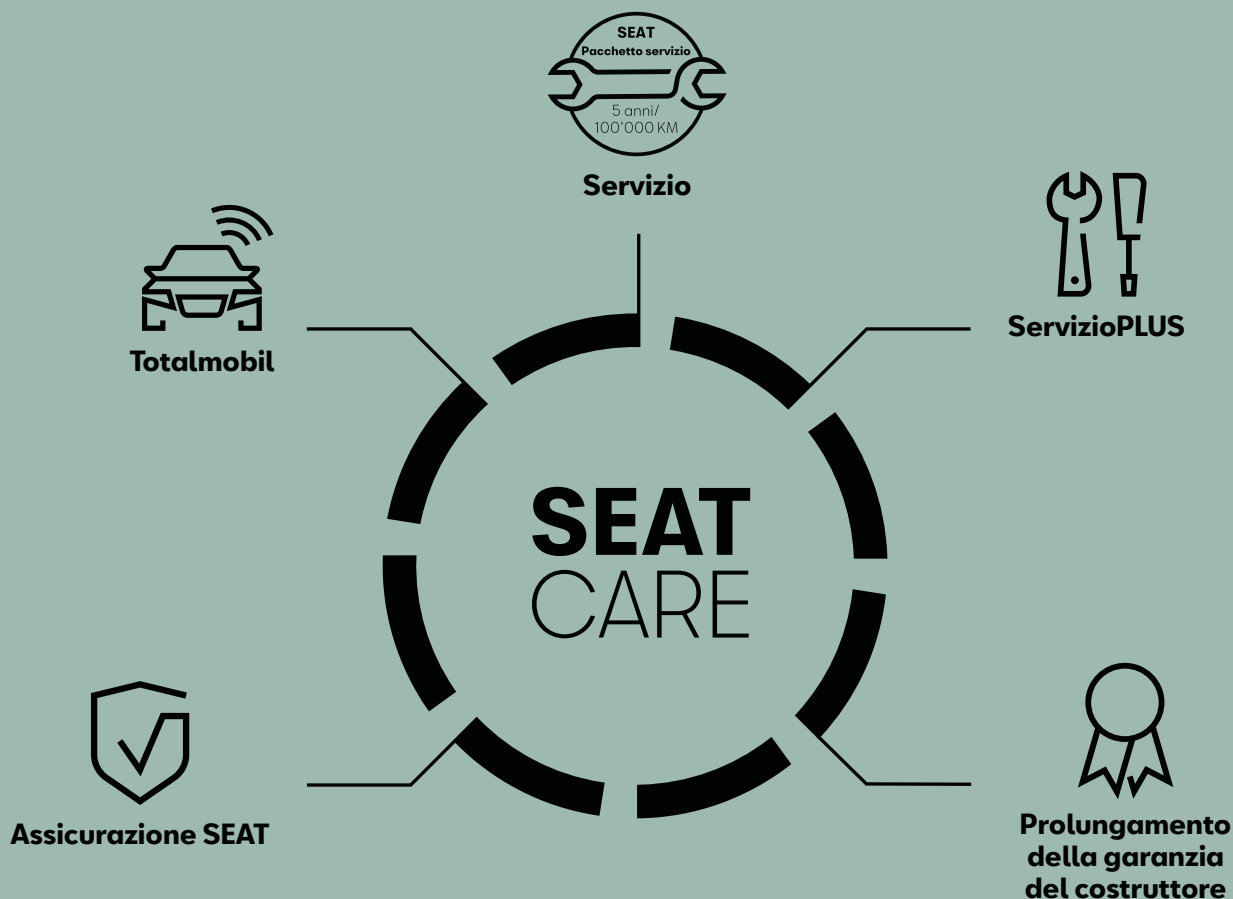 SEAT
Pacchetto servizio
5 anni/
100'000 KM
Servizio
ServizioPLUS
Totalmobil
SEAT
CARE
Assicurazione SEAT
Prolungamento
della garanzia
del costruttore